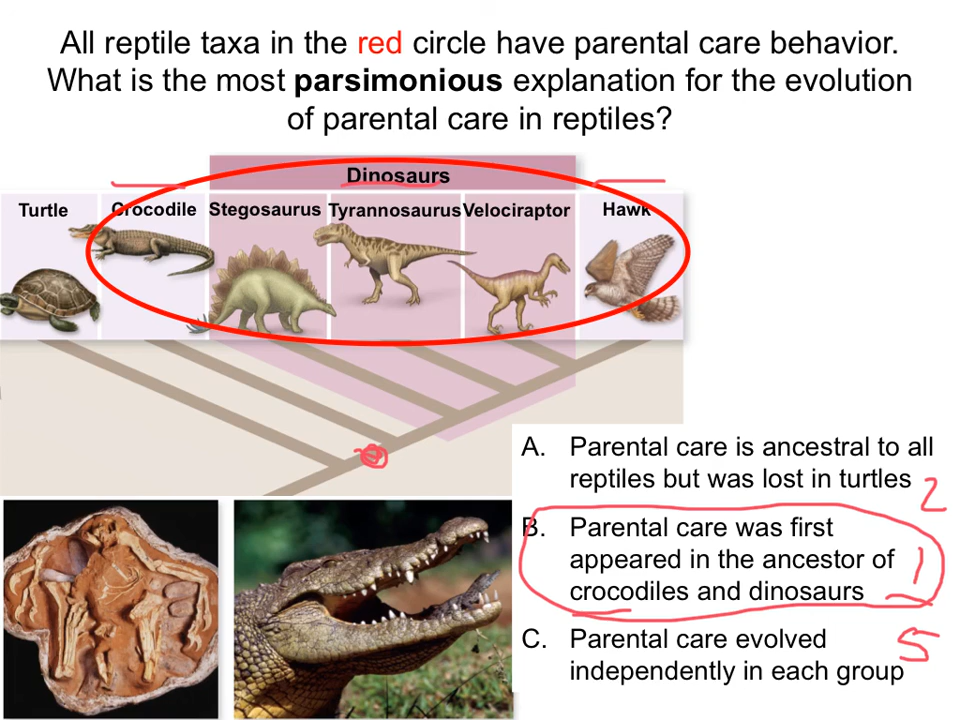 All reptile taxa in the red circle have parental care behavior.
What is the most parsimonious explanation for the evolution
of parental care in reptiles?
Dinosaurs
Turtle
Crocodile
Stegosaurus
Tyrannosaurus
Velociraptor
Hawk
A. Parental care is ancestral to all
reptiles but was lost in turtles 2
B. Parental care was first
appeared in the ancestor of
crocodiles and dinosaurs 1
C. Parental care evolved
independently in each group 5